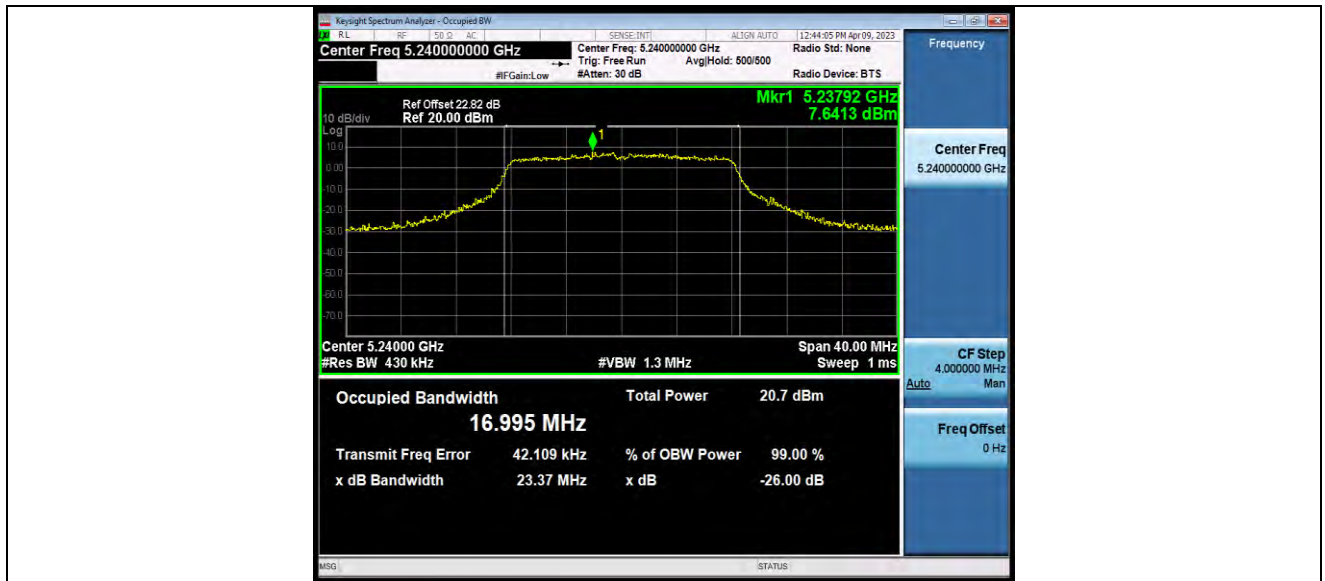 Keysight Spectrum Analyzer - Occupied BW
RL RF 50 Ω AC SENSE:INT ALIGN AUTO 12:44:05 PM Apr 09, 2023
Center Freq 5.240000000 GHz
Center Freq: 5.240000000 GHz
Radio Std: None
Trig: Free Run Avg|Hold: 500/500
#IFGain:Low #Atten: 30 dB Radio Device: BTS
Frequency
Mkr1 5.23792 GHz
7.6413 dBm
Ref Offset 22.82 dB
10 dB/div Ref 20.00 dBm
Log
10.0
0.00
-10.0
-20.0
-30.0
-40.0
-50.0
-60.0
-70.0
1
Center 5.24000 GHz Span 40.00 MHz
#Res BW 430 kHz #VBW 1.3 MHz Sweep 1 ms
Occupied Bandwidth Total Power 20.7 dBm
16.995 MHz
Transmit Freq Error 42.109 kHz % of OBW Power 99.00 %
x dB Bandwidth 23.37 MHz x dB -26.00 dB
Center Freq
5.240000000 GHz
CF Step
4.000000 MHz
Auto Man
Freq Offset
0 Hz
MSG STATUS